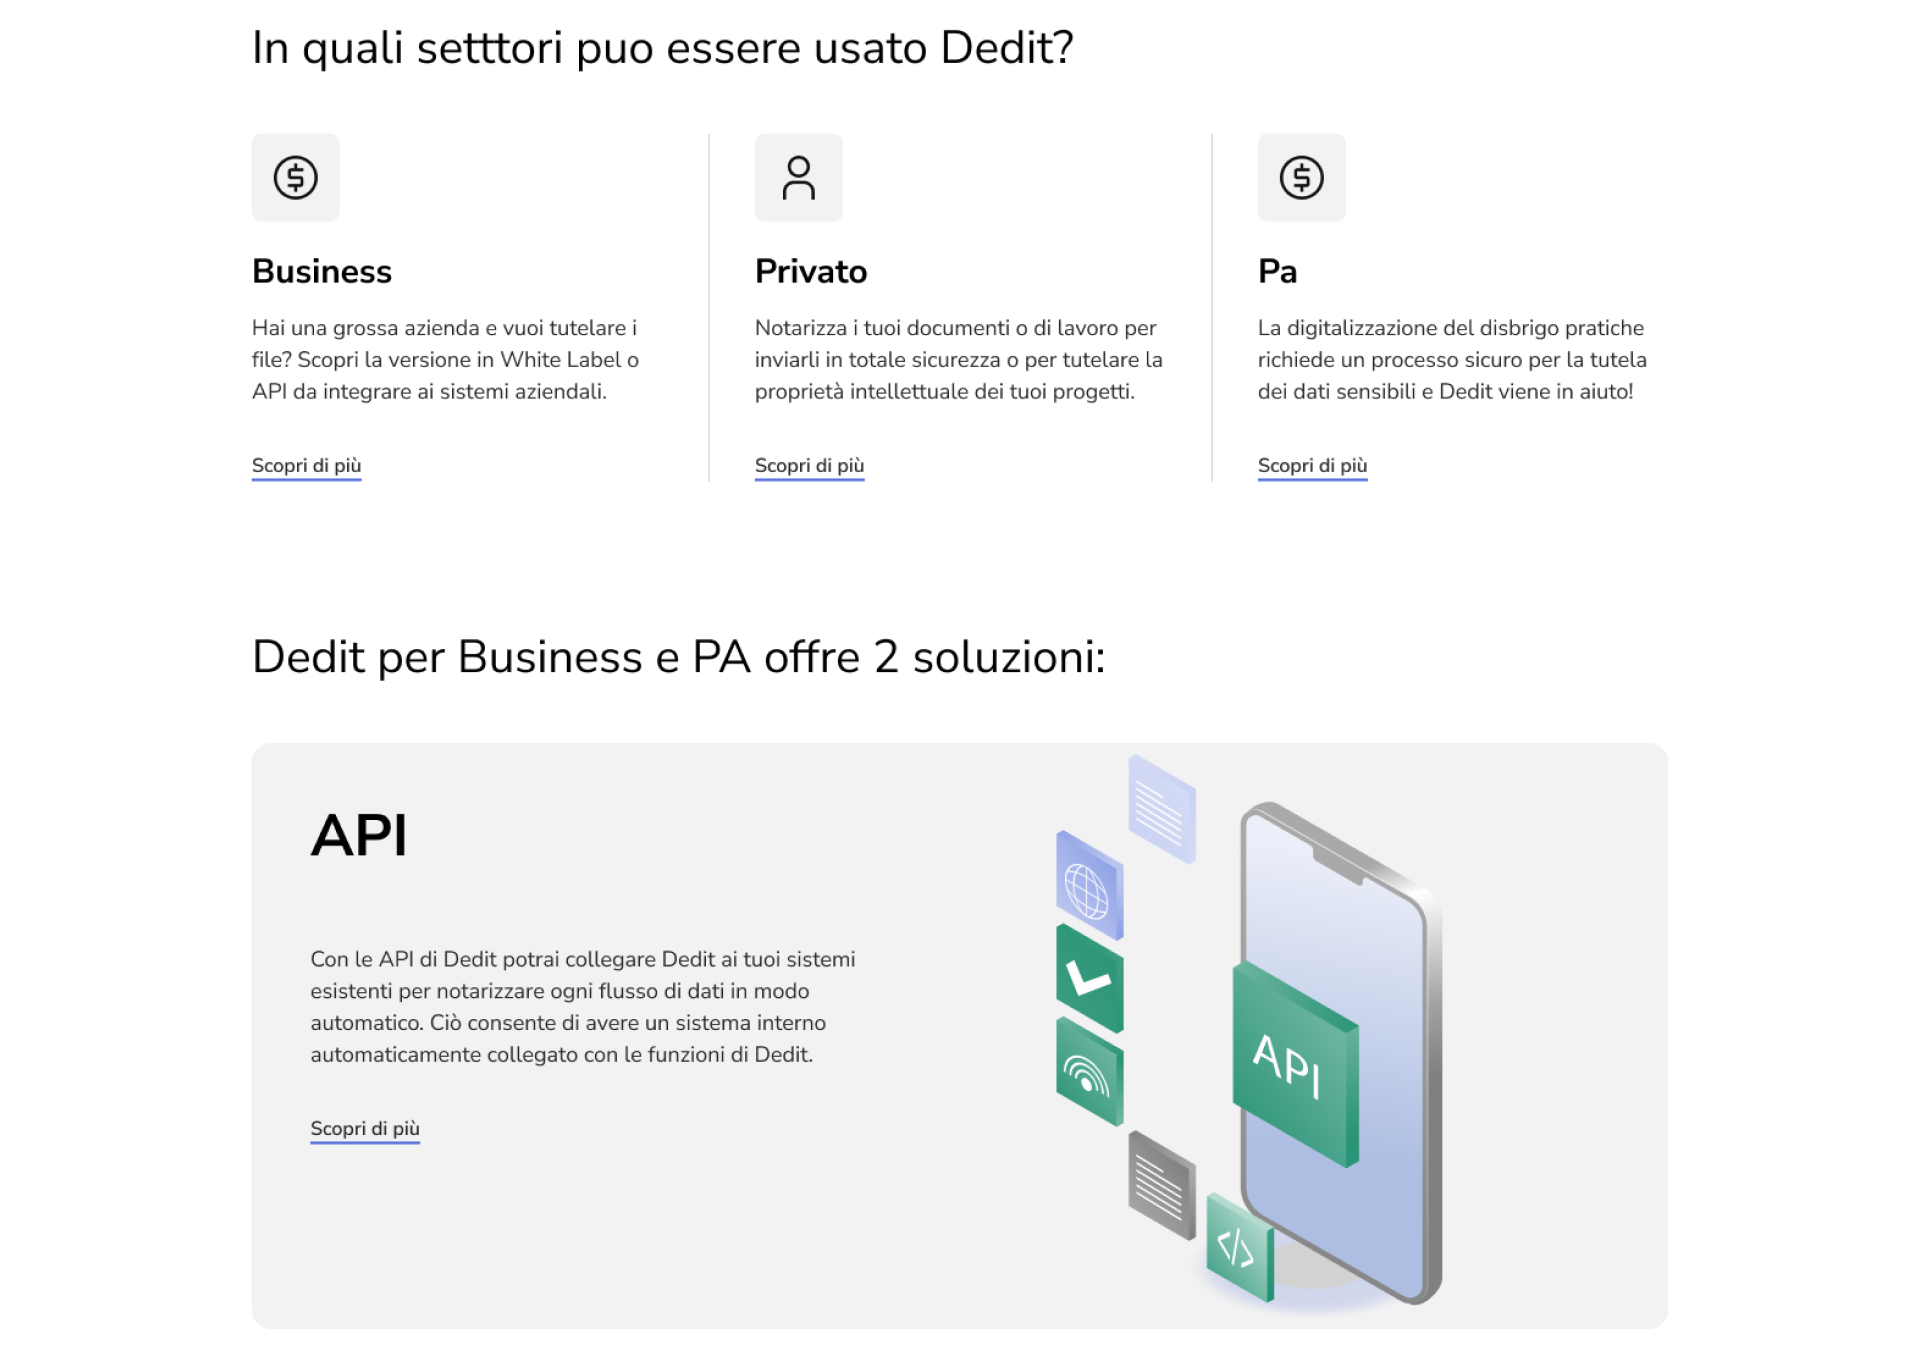 In quali setttori puo essere usato Dedit?
Business
Hai una grossa azienda e vuoi tutelare i
file? Scopri la versione in White Label o
API da integrare ai sistemi aziendali.
Scopri di più
Privato
Notarizza i tuoi documenti o di lavoro per
inviarli in totale sicurezza o per tutelare la
proprietà intellettuale dei tuoi progetti.
Scopri di più
Pa
La digitalizzazione del disbrigo pratiche
richiede un processo sicuro per la tutela
dei dati sensibili e Dedit viene in aiuto!
Scopri di più
Dedit per Business e PA offre 2 soluzioni:
API
Con le API di Dedit potrai collegare Dedit ai tuoi sistemi
esistenti per notarizzare ogni flusso di dati in modo
automatico. Ciò consente di avere un sistema interno
automaticamente collegato con le funzioni di Dedit.
Scopri di più
API
</>